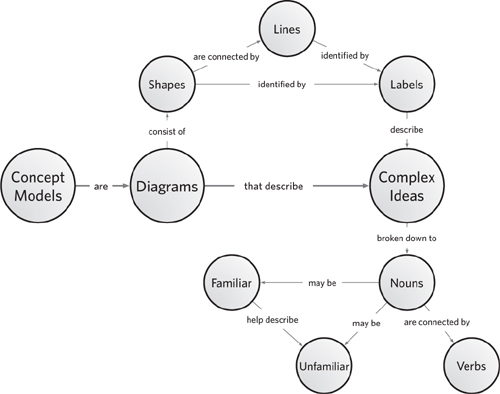 Lines
are connected by
identified by
Shapes
identified by
Labels
consist of
describe
Concept
Models
are
Diagrams
that describe
Complex
Ideas
broken down to
Familiar
may be
Nouns
help describe
may be
are connected by
Unfamiliar
Verbs